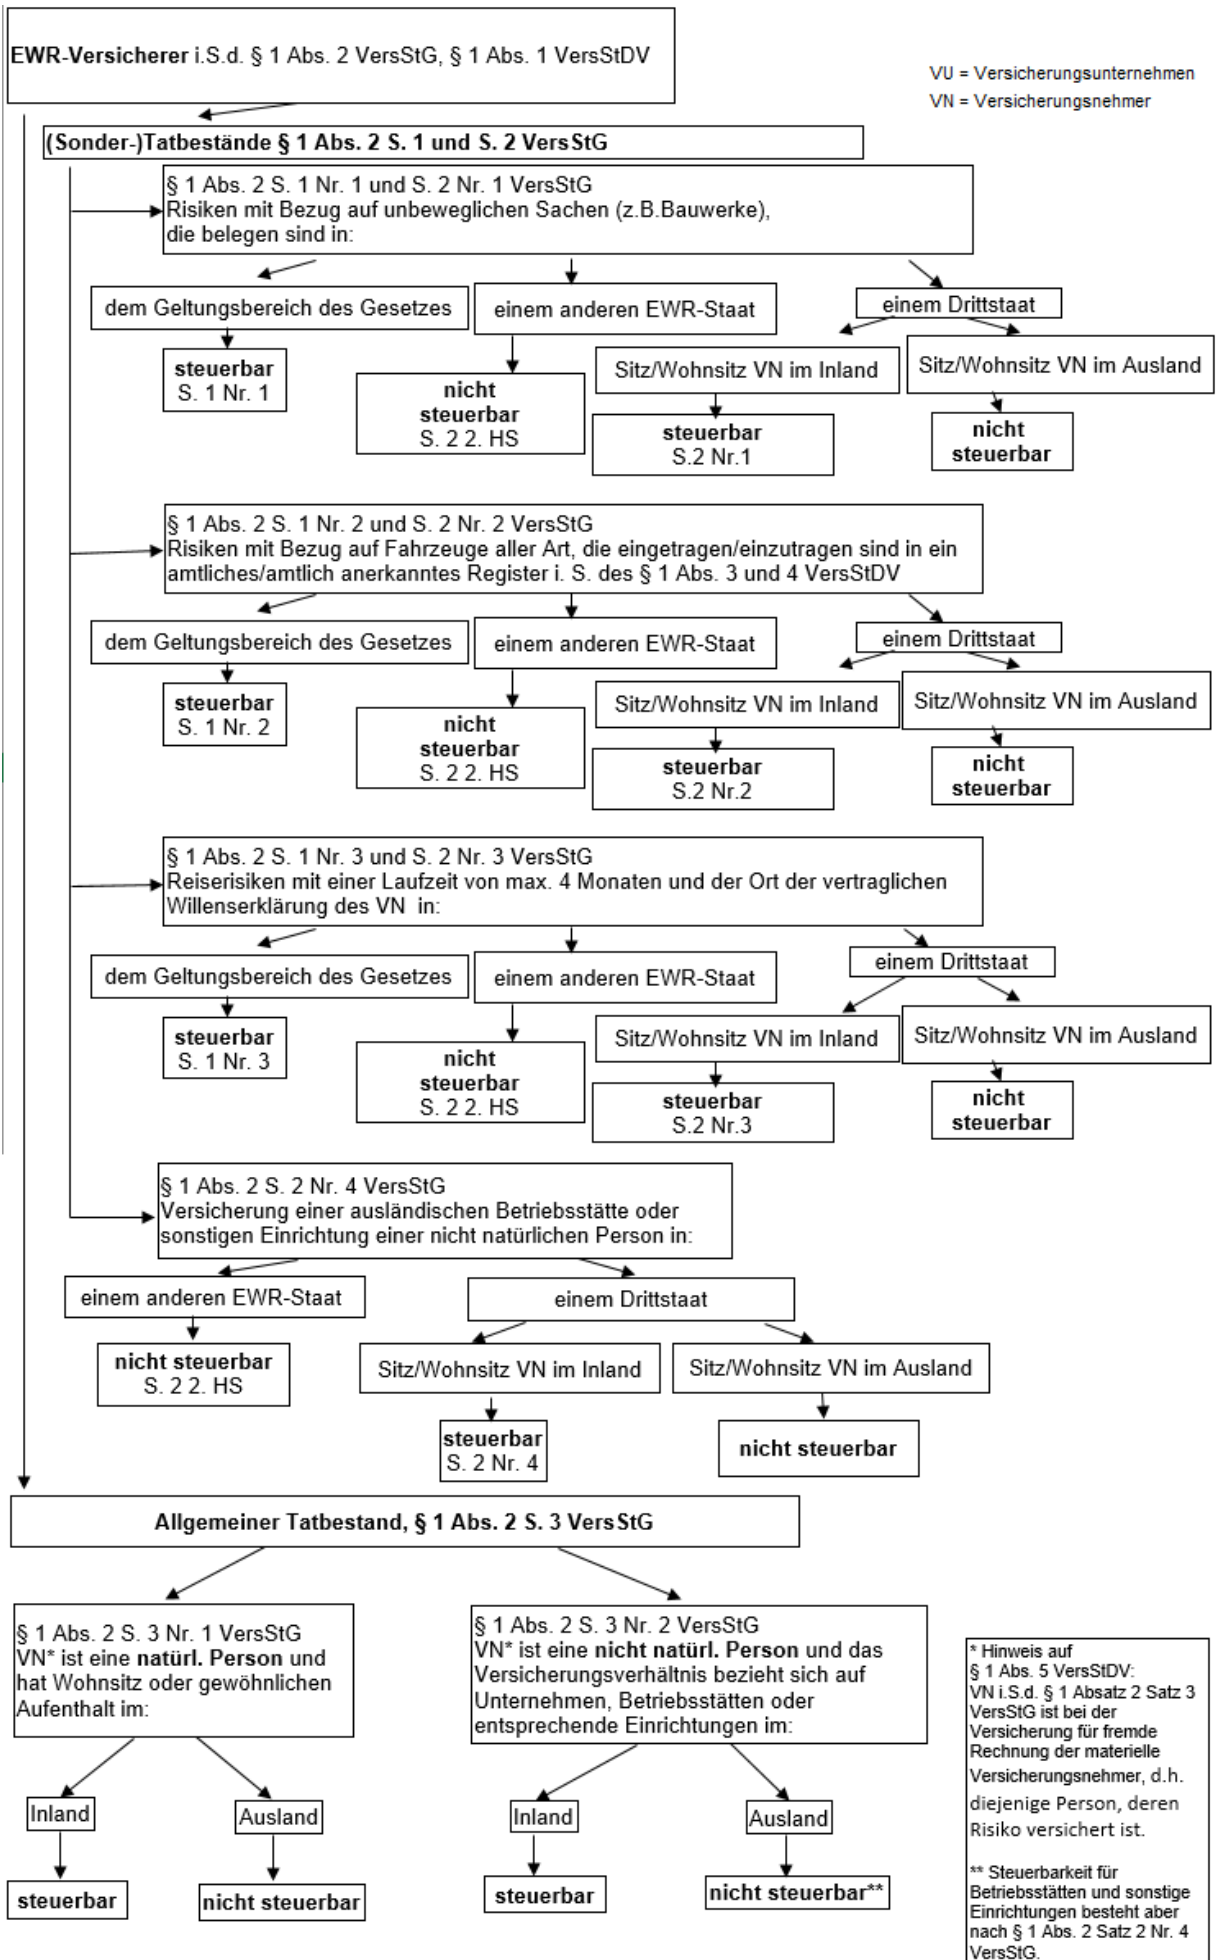 EWR-Versicherer i.S.d. § 1 Abs. 2 VersStG, § 1 Abs. 1 VersStDV
VU = Versicherungsunternehmen
VN = Versicherungsnehmer
(Sonder-)Tatbestände § 1 Abs. 2 S. 1 und S. 2 VersStG
§ 1 Abs. 2 S. 1 Nr. 1 und S. 2 Nr. 1 VersStG
Risiken mit Bezug auf unbeweglichen Sachen (z.B.Bauwerke),
die belegen sind in:
dem Geltungsbereich des Gesetzes
einem anderen EWR-Staat
einem Drittstaat
steuerbar
S. 1 Nr. 1
nicht
steuerbar
S. 2 2. HS
Sitz/Wohnsitz VN im Inland
Sitz/Wohnsitz VN im Ausland
steuerbar
S.2 Nr.1
nicht
steuerbar
§ 1 Abs. 2 S. 1 Nr. 2 und S. 2 Nr. 2 VersStG
Risiken mit Bezug auf Fahrzeuge aller Art, die eingetragen/einzutragen sind in ein
amtliches/amtlich anerkanntes Register i. S. des § 1 Abs. 3 und 4 VersStDV
dem Geltungsbereich des Gesetzes
einem anderen EWR-Staat
einem Drittstaat
steuerbar
S. 1 Nr. 2
nicht
steuerbar
S. 2 2. HS
Sitz/Wohnsitz VN im Inland
Sitz/Wohnsitz VN im Ausland
steuerbar
S.2 Nr.2
nicht
steuerbar
§ 1 Abs. 2 S. 1 Nr. 3 und S. 2 Nr. 3 VersStG
Reiserisiken mit einer Laufzeit von max. 4 Monaten und der Ort der vertraglichen
Willenserklärung des VN in:
dem Geltungsbereich des Gesetzes
einem anderen EWR-Staat
einem Drittstaat
steuerbar
S. 1 Nr. 3
nicht
steuerbar
S. 2 2. HS
Sitz/Wohnsitz VN im Inland
Sitz/Wohnsitz VN im Ausland
steuerbar
S.2 Nr.3
nicht
steuerbar
§ 1 Abs. 2 S. 2 Nr. 4 VersStG
Versicherung einer ausländischen Betriebsstätte oder
sonstigen Einrichtung einer nicht natürlichen Person in:
einem anderen EWR-Staat
einem Drittstaat
nicht steuerbar
S. 2 2. HS
Sitz/Wohnsitz VN im Inland
Sitz/Wohnsitz VN im Ausland
steuerbar
S. 2 Nr. 4
nicht steuerbar
Allgemeiner Tatbestand, § 1 Abs. 2 S. 3 VersStG
§ 1 Abs. 2 S. 3 Nr. 1 VersStG
VN* ist eine natürl. Person und
hat Wohnsitz oder gewöhnlichen
Aufenthalt im:
Inland
Ausland
steuerbar
nicht steuerbar
§ 1 Abs. 2 S. 3 Nr. 2 VersStG
VN* ist eine nicht natürl. Person und das
Versicherungsverhältnis bezieht sich auf
Unternehmen, Betriebsstätten oder
entsprechende Einrichtungen im:
Inland
Ausland
steuerbar
nicht steuerbar**
* Hinweis auf
§ 1 Abs. 5 VersStDV:
VN i.S.d. § 1 Absatz 2 Satz 3
VersStG ist bei der
Versicherung für fremde
Rechnung der materielle
Versicherungsnehmer, d.h.
diejenige Person, deren
Risiko versichert ist.
** Steuerbarkeit für
Betriebsstätten und sonstige
Einrichtungen besteht aber
nach § 1 Abs. 2 Satz 2 Nr. 4
VersStG.